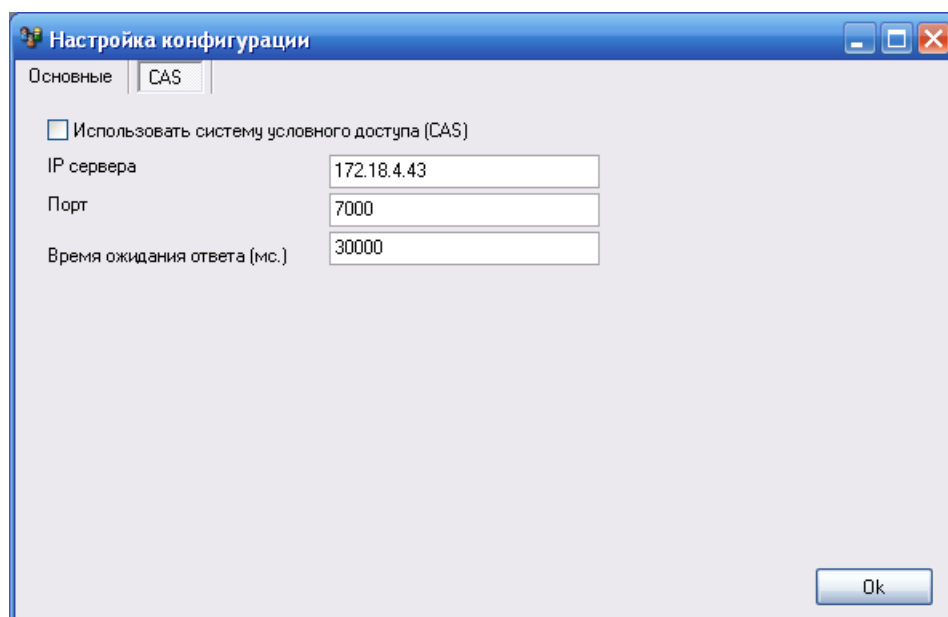 Настройка конфигурации
Основные CAS
Использовать систему условного доступа (CAS)
IP сервера 172.18.4.43
Порт 7000
Время ожидания ответа (мс.) 30000
Ok